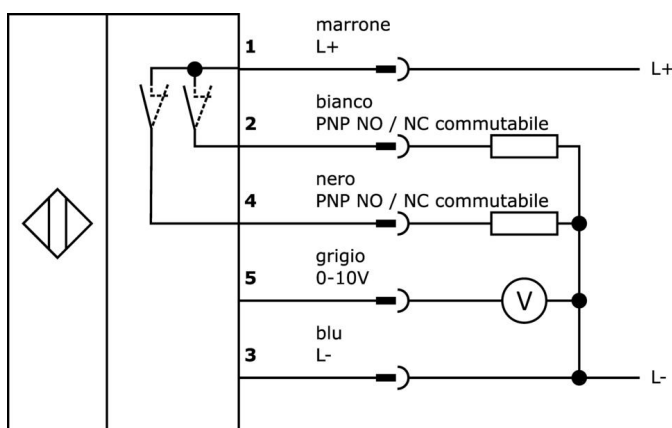 marrone
1 L+
L+
bianco
2 PNP NO / NC commutabile
nero
4 PNP NO / NC commutabile
grigio
5 0-10V
V
blu
3 L-
L-